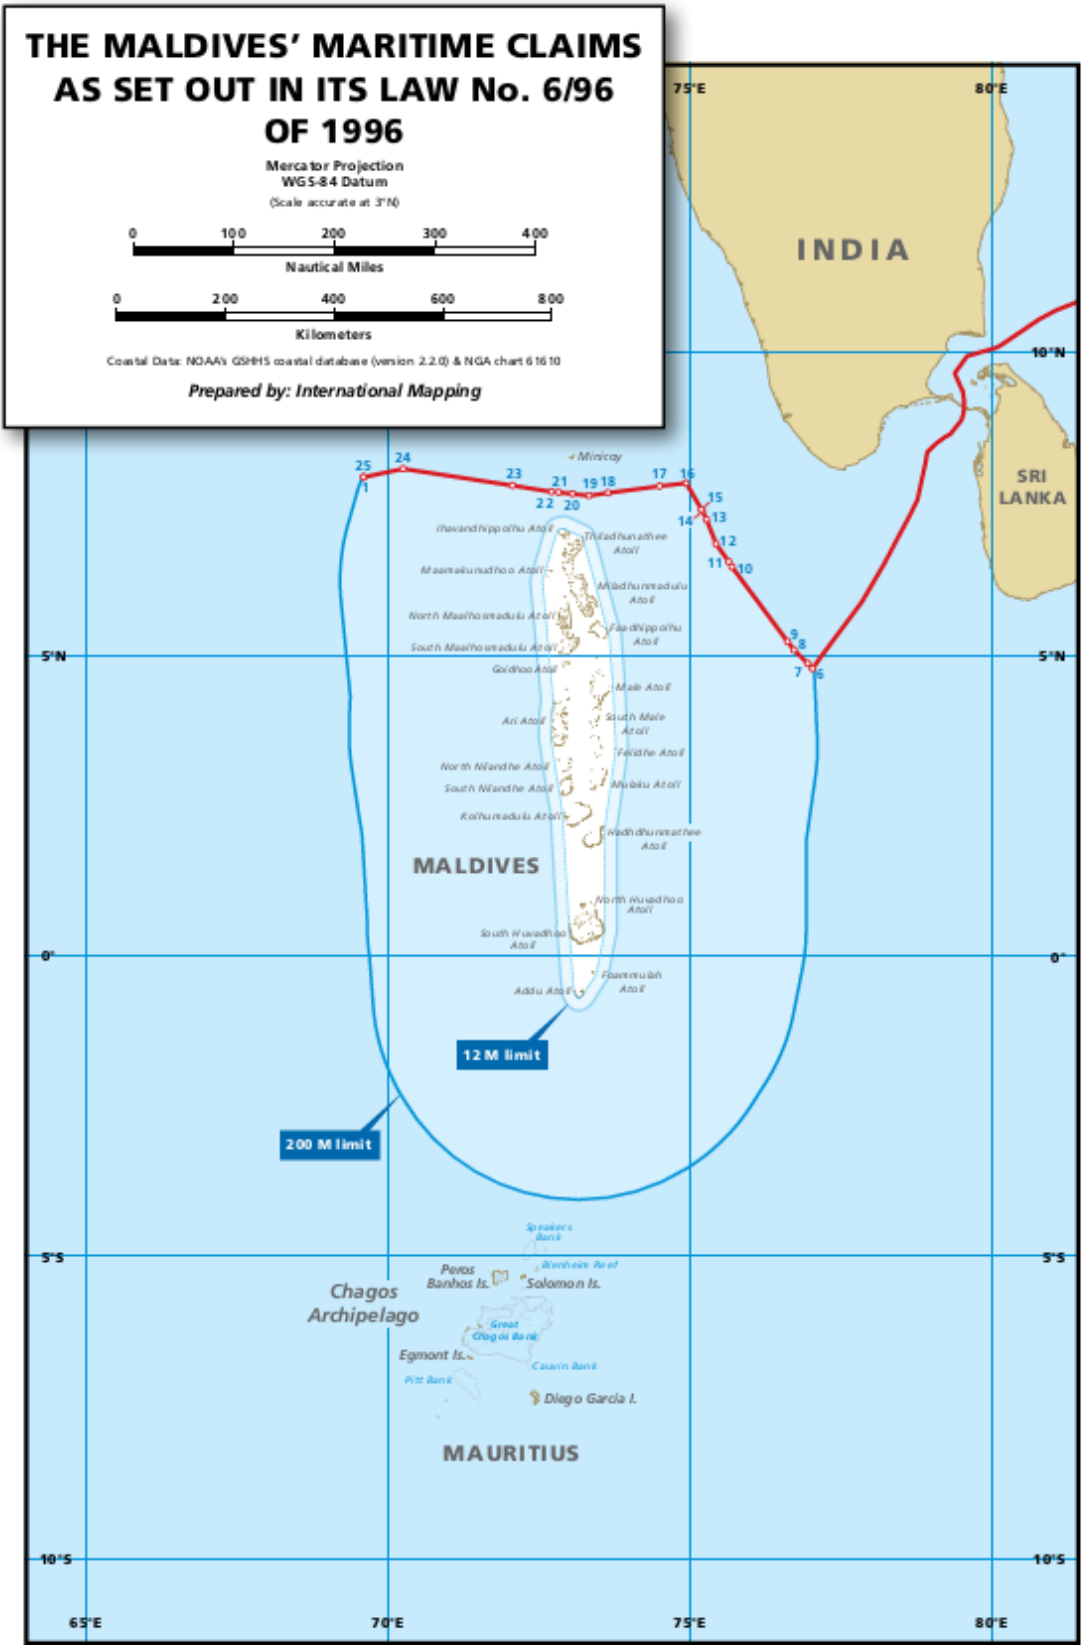 THE MALDIVES' MARITIME CLAIMS
AS SET OUT IN ITS LAW No. 6/96
OF 1996
Mercator Projection
WGS-84 Datum
(Scale accurate at 3°N)
0 100 200 300 400
Nautical Miles
0 200 400 600 800
Kilometers
Coastal Data: NOAA's GSHHS coastal database (version 2.2.0) & NGA chart 61610
Prepared by: International Mapping
75°E 80°E
INDIA
10°N
SRI
LANKA
Minicoy
25
1
24
23
22
21
20
19
18
17
16
15
14
13
12
11
10
9
8
7
6
Ihavandhippolhu Atoll
Thiladhunathee
Atoll
Maamakunudhoo Atoll
Miladhunmadulu
Atoll
North Maalhosmadulu Atoll
Faadhippolhu
Atoll
South Maalhosmadulu Atoll
5°N 5°N
Goidhoo Atoll
Male Atoll
Ari Atoll
South Male
Atoll
Felidhe Atoll
North Nilandhe Atoll
South Nilandhe Atoll
Mulaku Atoll
Kolhumadulu Atoll
Hadhdhunmathee
Atoll
MALDIVES
North Huvadhoo
Atoll
South Huvadhoo
Atoll
0° 0°
Foammulah
Atoll
Addu Atoll
12 M limit
200 M limit
Speakers
Bank
5°S 5°S
Blenheim Reef
Peros
Banhos Is.
Solomon Is.
Chagos
Archipelago
Great
Chagos Bank
Egmont Is.
Cauvin Bank
Pitt Bank
Diego Garcia I.
MAURITIUS
10°S 10°S
65°E 70°E 75°E 80°E